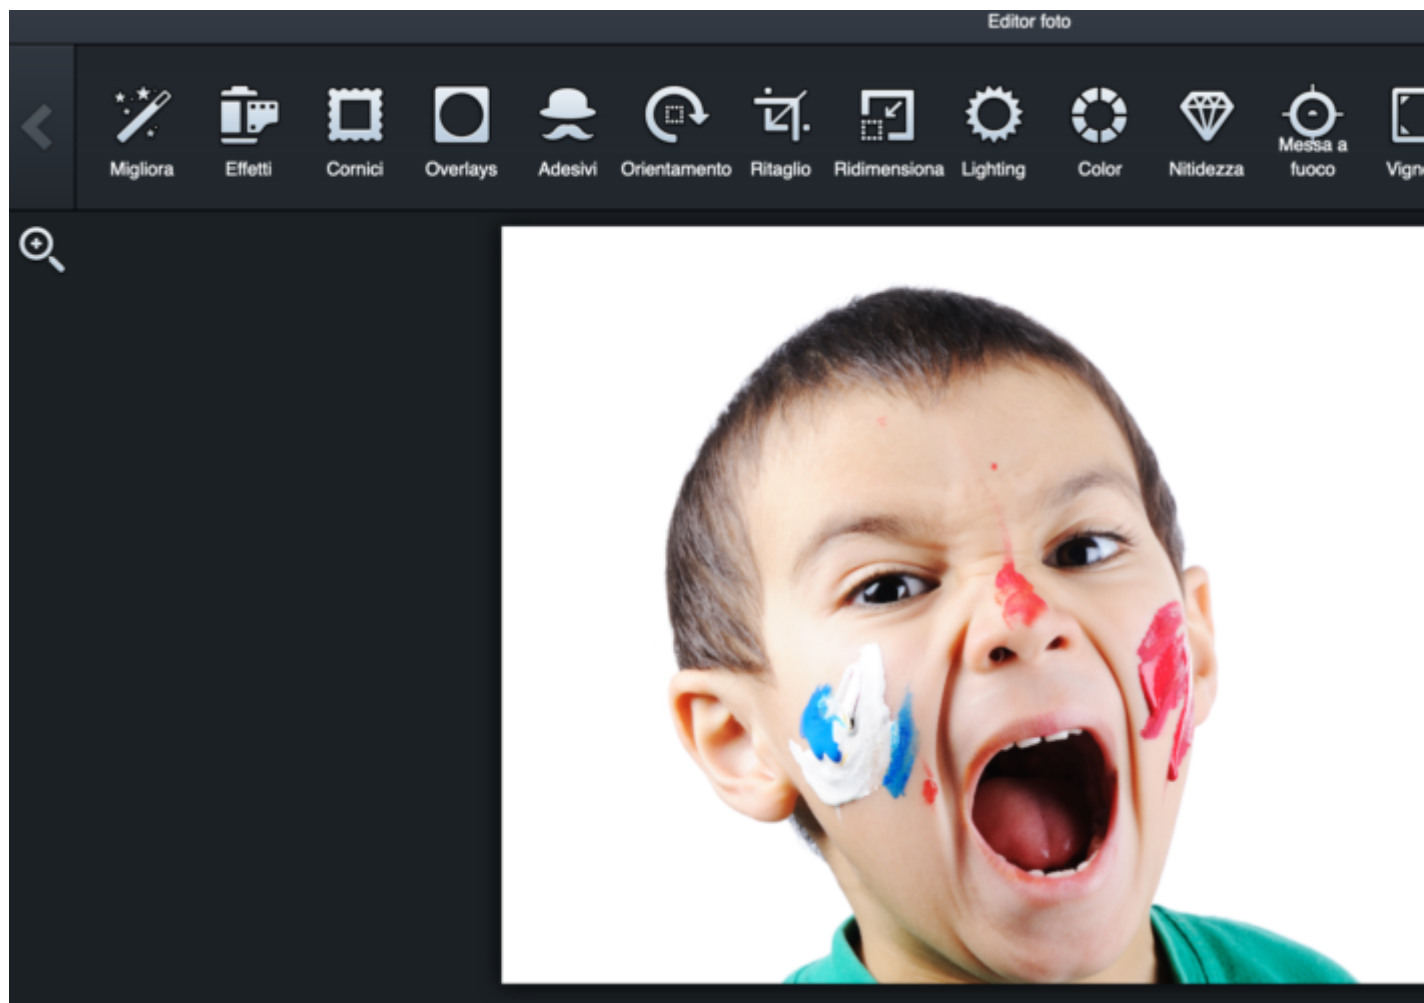 Editor foto
Migliora
Effetti
Cornici
Overlays
Adesivi
Orientamento
Ritaglio
Ridimensiona
Lighting
Color
Nitidezza
Messa a
fuoco